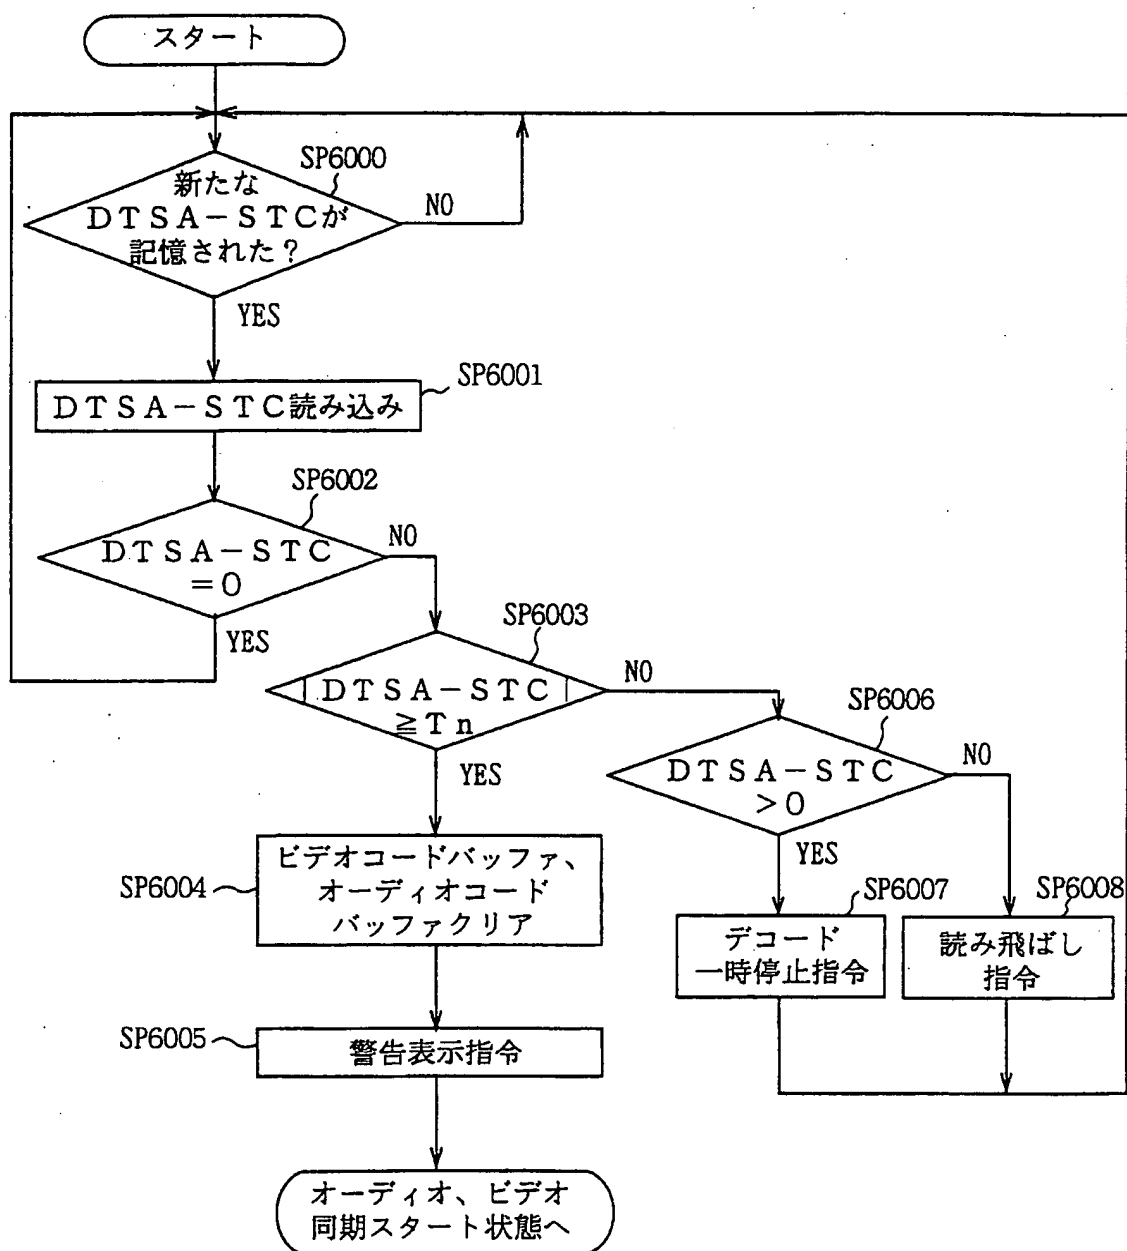 スタート
SP6000
新たな
DTSA-STCが
記憶された?
NO
YES
SP6001
DTSA-STC読み込み
SP6002
DTSA-STC
=0
NO
YES
SP6003
|DTSA-STC|
≧Tn
NO
YES
SP6006
DTSA-STC
>0
NO
YES
SP6004
ビデオコードバッファ、
オーディオコード
バッファクリア
SP6007
デコード
一時停止指令
SP6008
読み飛ばし
指令
SP6005
警告表示指令
オーディオ、ビデオ
同期スタート状態へ